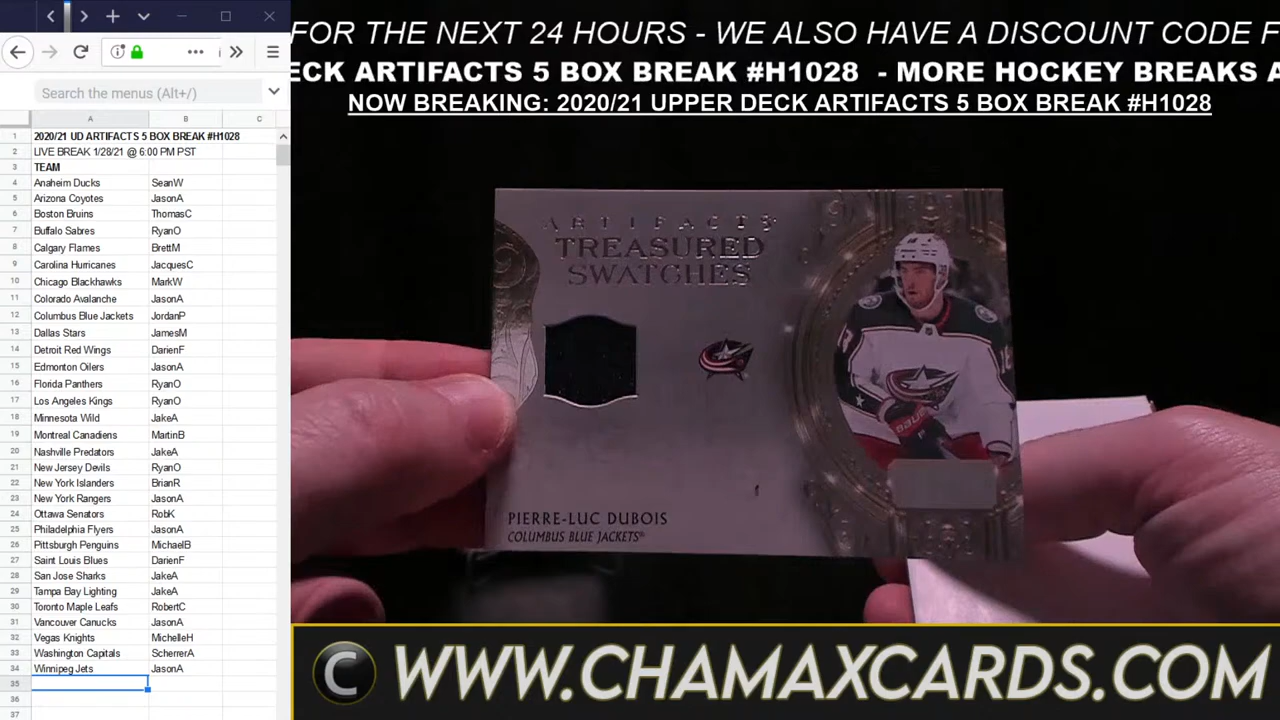 Search the menus (Alt+/)
A B C
1 2020/21 UD ARTIFACTS 5 BOX BREAK #H1028
2 LIVE BREAK 1/28/21 @ 6:00 PM PST
3 TEAM
4 Anaheim Ducks SeanW
5 Arizona Coyotes JasonA
6 Boston Bruins ThomasC
7 Buffalo Sabres RyanO
8 Calgary Flames BrettM
9 Carolina Hurricanes JacquesC
10 Chicago Blackhawks MarkW
11 Colorado Avalanche JasonA
12 Columbus Blue Jackets JordanP
13 Dallas Stars JamesM
14 Detroit Red Wings DarienF
15 Edmonton Oilers JasonA
16 Florida Panthers RyanO
17 Los Angeles Kings RyanO
18 Minnesota Wild JakeA
19 Montreal Canadiens MartinB
20 Nashville Predators JakeA
21 New Jersey Devils RyanO
22 New York Islanders BrianR
23 New York Rangers JasonA
24 Ottawa Senators RobK
25 Philadelphia Flyers JasonA
26 Pittsburgh Penguins MichaelB
27 Saint Louis Blues DarienF
28 San Jose Sharks JakeA
29 Tampa Bay Lighting JakeA
30 Toronto Maple Leafs RobertC
31 Vancouver Canucks JasonA
32 Vegas Knights MichelleH
33 Washington Capitals ScherrerA
34 Winnipeg Jets JasonA
35
36
37
FOR THE NEXT 24 HOURS - WE ALSO HAVE A DISCOUNT CODE F
ECK ARTIFACTS 5 BOX BREAK #H1028 - MORE HOCKEY BREAKS A
NOW BREAKING: 2020/21 UPPER DECK ARTIFACTS 5 BOX BREAK #H1028
ARTIFACTS
TREASURED
SWATCHES
PIERRE-LUC DUBOIS
COLUMBUS BLUE JACKETS®
C WWW.CHAMAXCARDS.COM